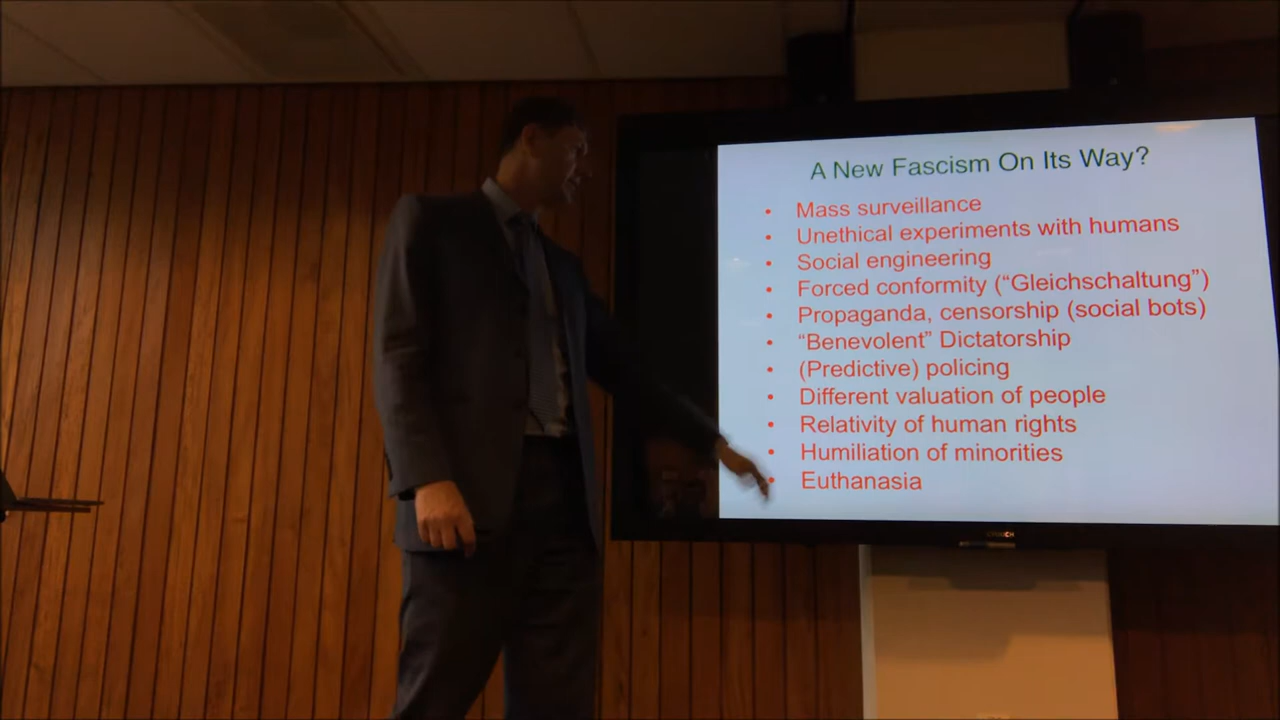 A New Fascism On Its Way?
• Mass surveillance
• Unethical experiments with humans
• Social engineering
• Forced conformity (“Gleichschaltung”)
• Propaganda, censorship (social bots)
• “Benevolent” Dictatorship
• (Predictive) policing
• Different valuation of people
• Relativity of human rights
• Humiliation of minorities
• Euthanasia